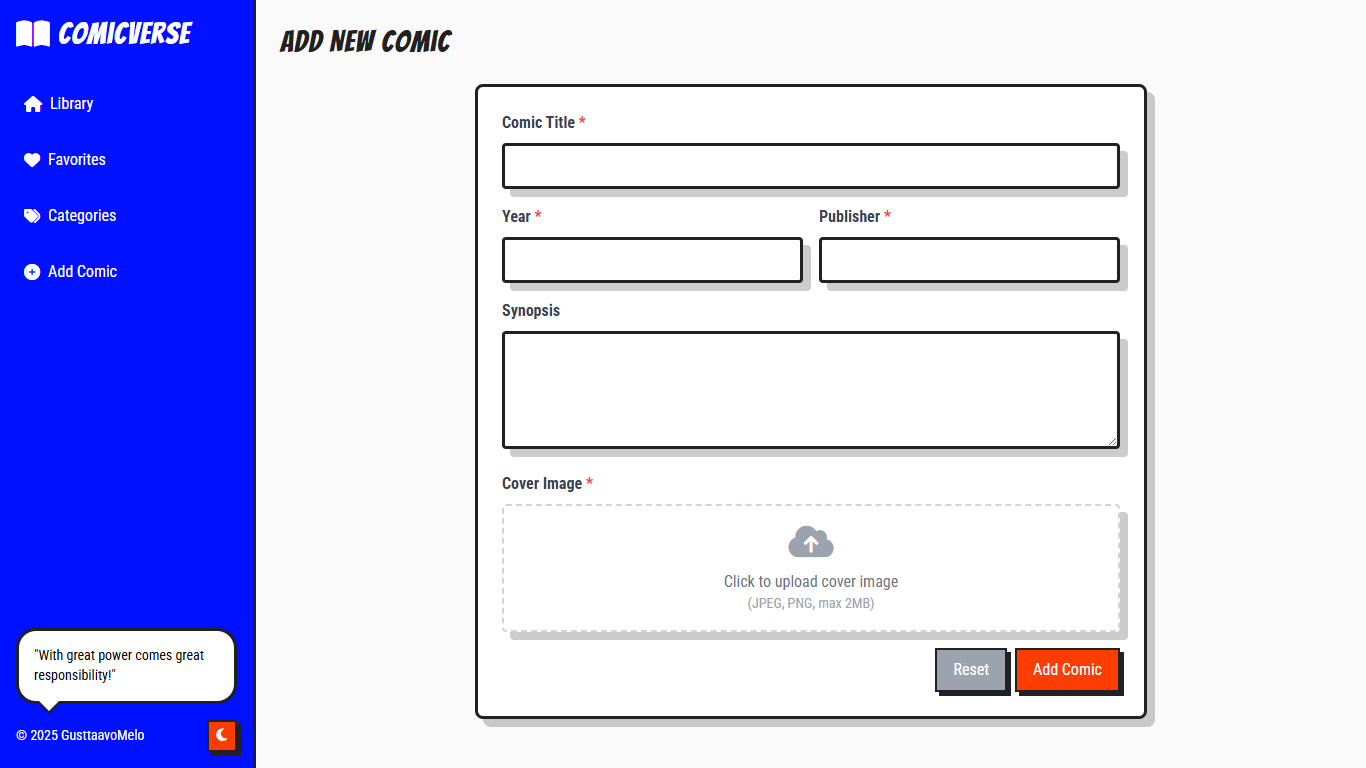 COMICVERSE
Library
Favorites
Categories
Add Comic
"With great power comes great
responsibility!"
© 2025 GusttaavoMelo
ADD NEW COMIC
Comic Title *
Year *
Publisher *
Synopsis
Cover Image *
Click to upload cover image
(JPEG, PNG, max 2MB)
Reset
Add Comic